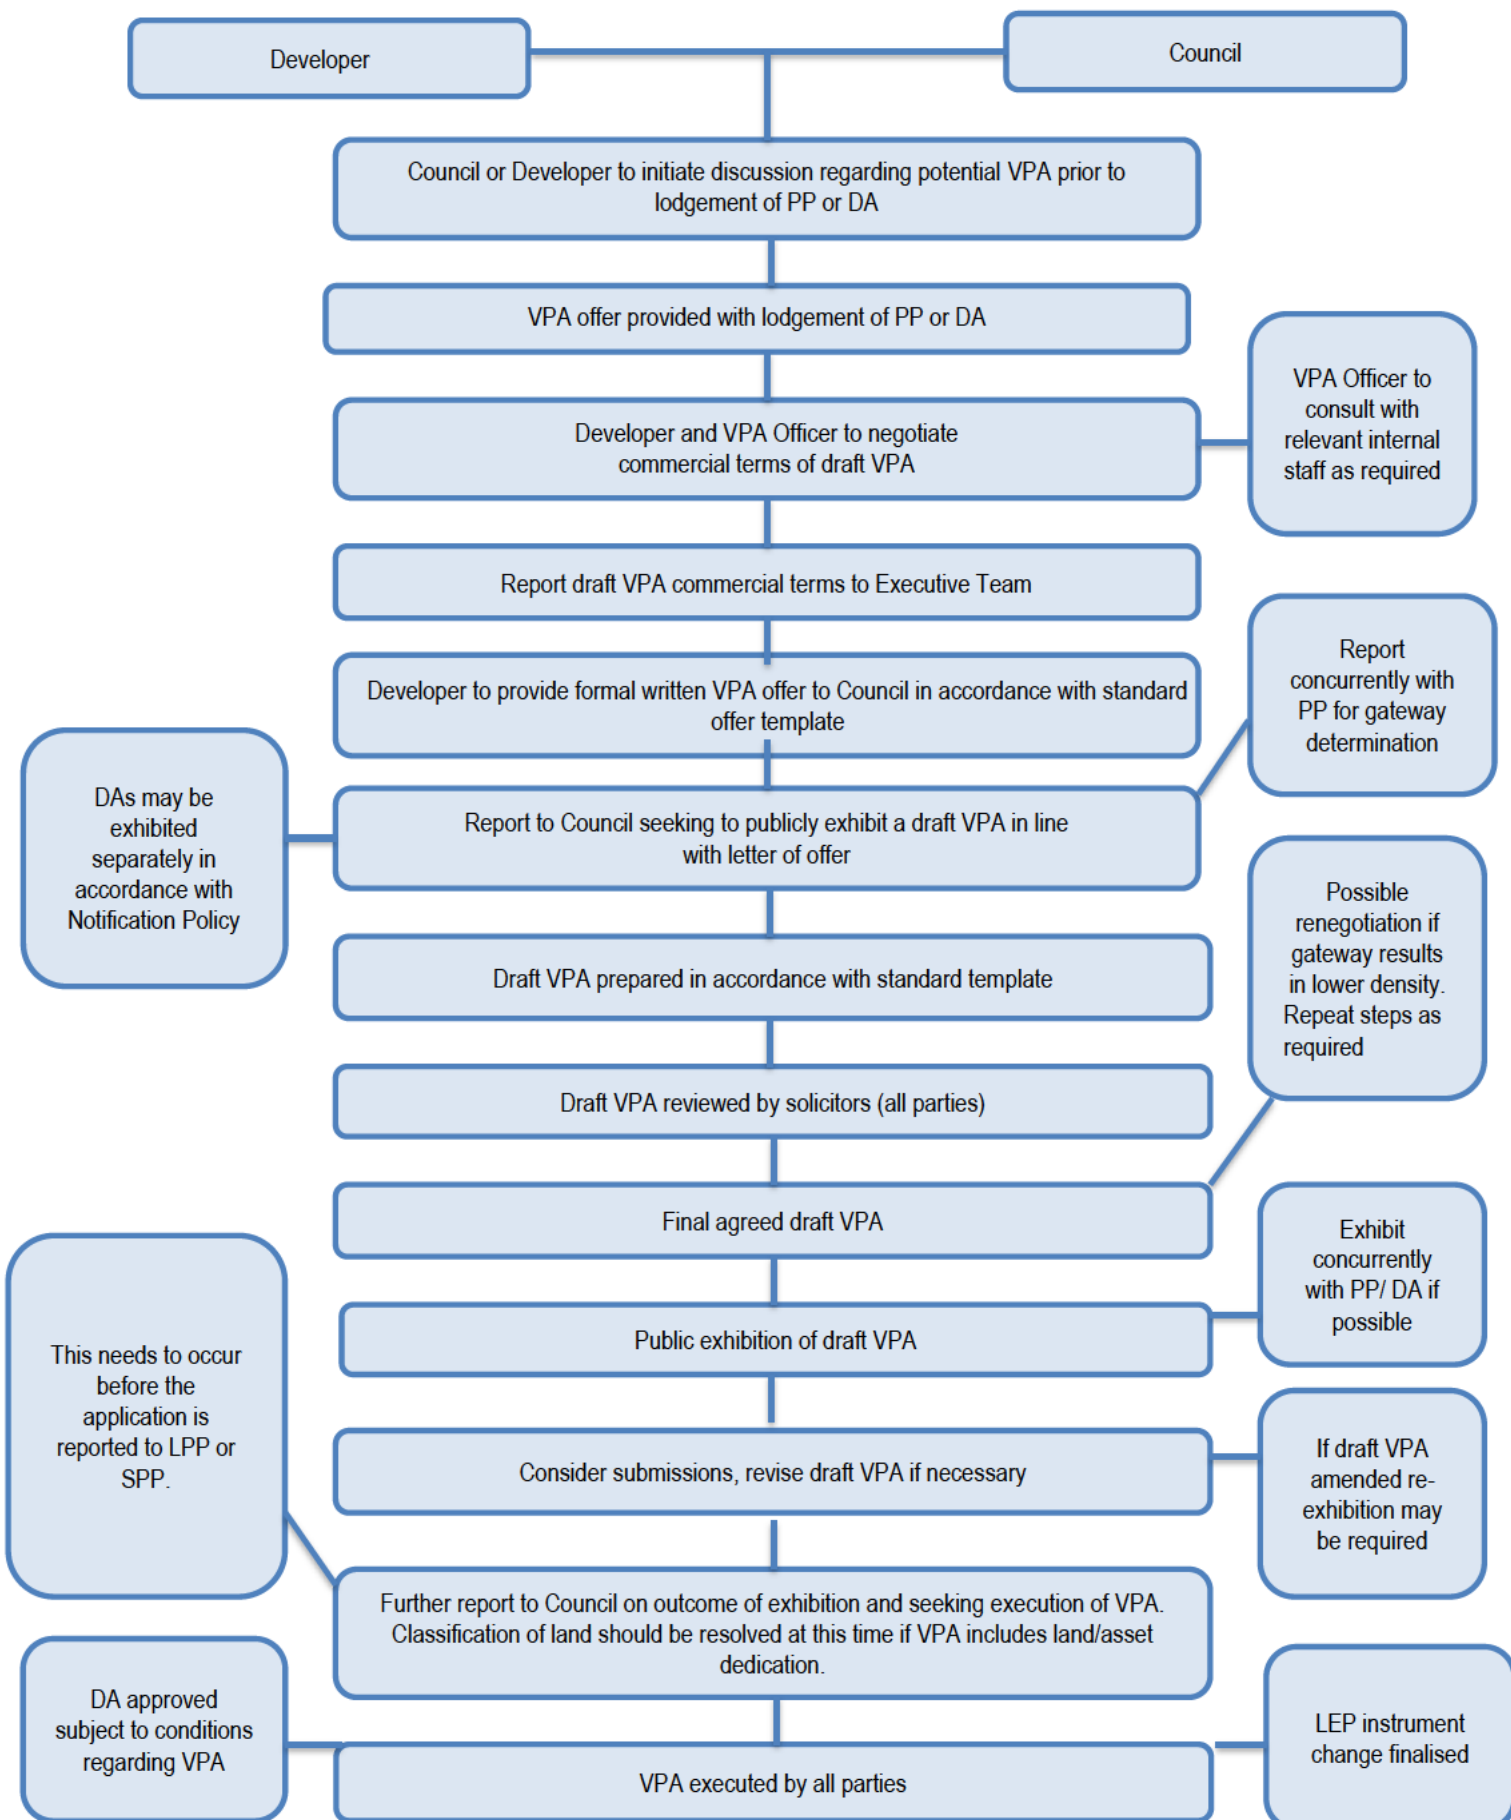 Developer
Council
Council or Developer to initiate discussion regarding potential VPA prior to
lodgement of PP or DA
VPA offer provided with lodgement of PP or DA
Developer and VPA Officer to negotiate
commercial terms of draft VPA
VPA Officer to
consult with
relevant internal
staff as required
Report draft VPA commercial terms to Executive Team
Developer to provide formal written VPA offer to Council in accordance with standard
offer template
Report
concurrently with
PP for gateway
determination
DAs may be
exhibited
separately in
accordance with
Notification Policy
Report to Council seeking to publicly exhibit a draft VPA in line
with letter of offer
Draft VPA prepared in accordance with standard template
Possible
renegotiation if
gateway results
in lower density.
Repeat steps as
required
Draft VPA reviewed by solicitors (all parties)
Final agreed draft VPA
Public exhibition of draft VPA
Exhibit
concurrently
with PP/ DA if
possible
This needs to occur
before the
application is
reported to LPP or
SPP.
Consider submissions, revise draft VPA if necessary
If draft VPA
amended re-
exhibition may
be required
Further report to Council on outcome of exhibition and seeking execution of VPA.
Classification of land should be resolved at this time if VPA includes land/asset
dedication.
DA approved
subject to conditions
regarding VPA
VPA executed by all parties
LEP instrument
change finalised